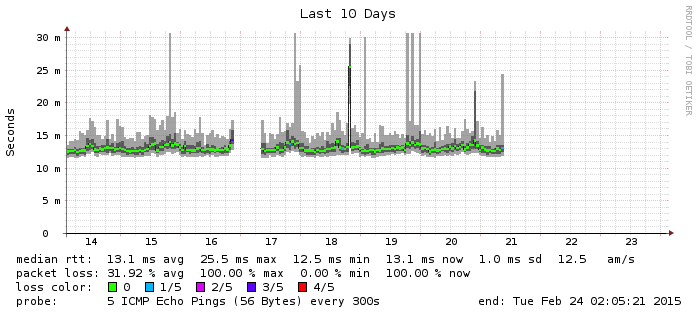 Last 10 Days
RRDTOOL / TOBI OETIKER
Seconds
30 m
25 m
20 m
15 m
10 m
5 m
0
14 15 16 17 18 19 20 21 22 23
median rtt: 13.1 ms avg 25.5 ms max 12.5 ms min 13.1 ms now 1.0 ms sd 12.5 am/s
packet loss: 31.92 % avg 100.00 % max 0.00 % min 100.00 % now
loss color: 0 1/5 2/5 3/5 4/5
probe: 5 ICMP Echo Pings (56 Bytes) every 300s end: Tue Feb 24 02:05:21 2015